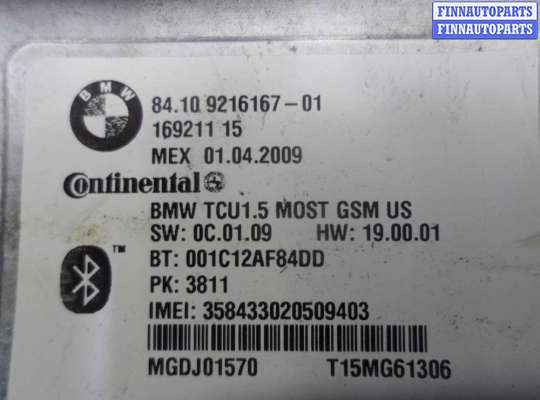 FINNAUTOPARTS
FINNAUTOPARTS
BMW
84.10 9216167-01
169211 15
MEX 01.04.2009
Continental
BMW TCU1.5 MOST GSM US
SW: 0C.01.09 HW: 19.00.01
BT: 001C12AF84DD
™
PK: 3811
IMEI: 358433020509403
MGDJ01570 T15MG61306